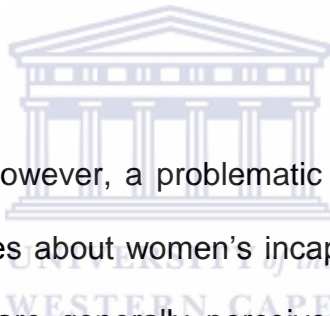 owever, a problematic
es about women's incap
UNIVERSITY of the
WESTERN CAPE
are generally perceive